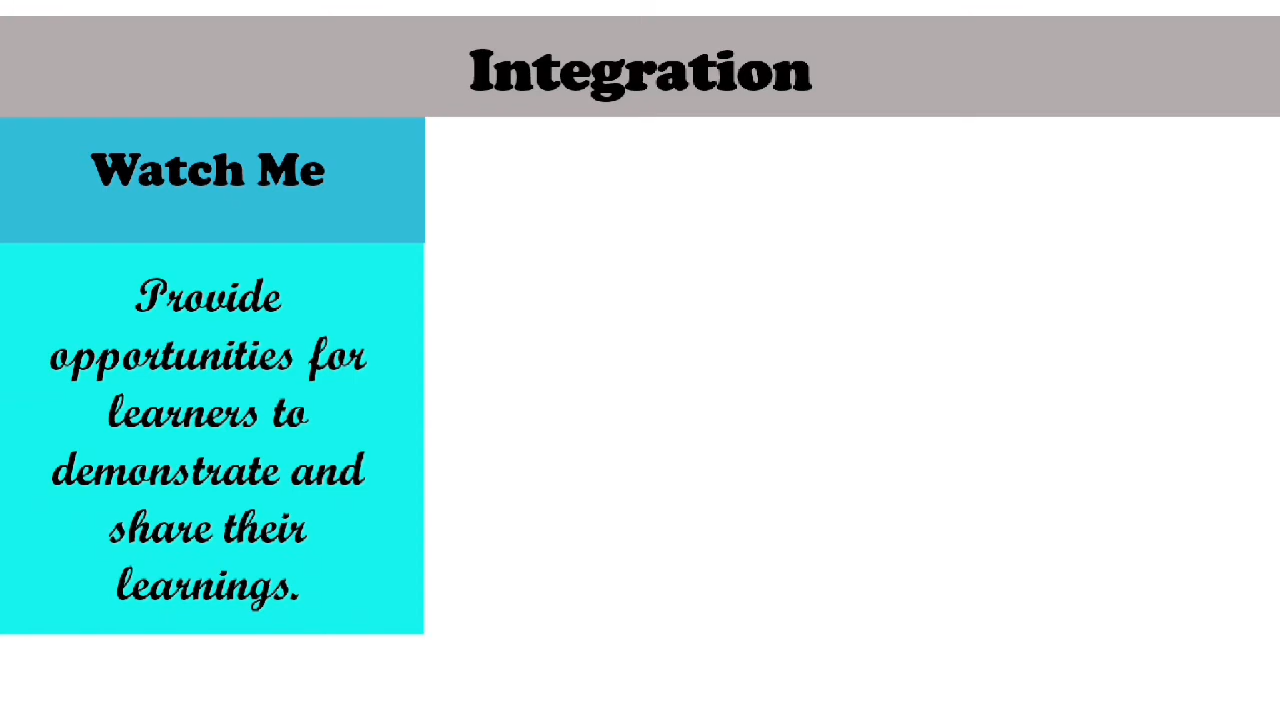 Integration
Watch Me
Provide
opportunities for
learners to
demonstrate and
share their
learnings.